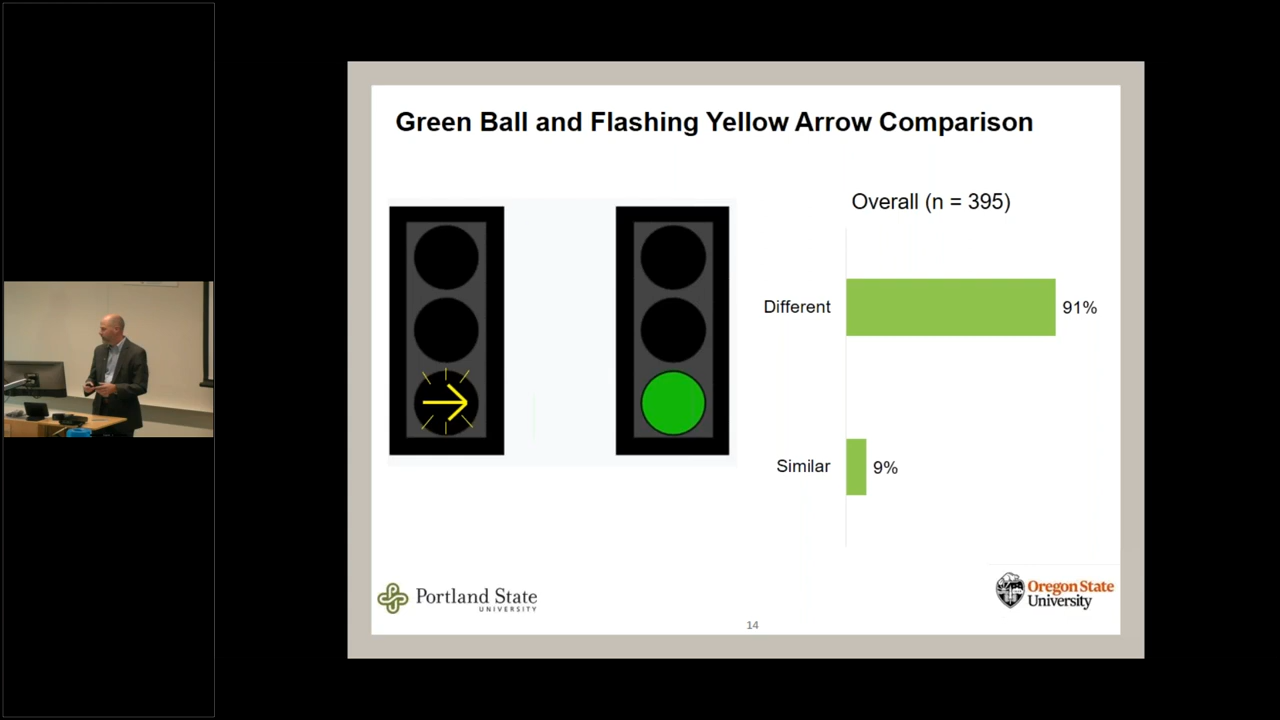 Green Ball and Flashing Yellow Arrow Comparison
Overall (n = 395)
Different
91%
Similar
9%
Portland State
UNIVERSITY
Oregon State
University
14